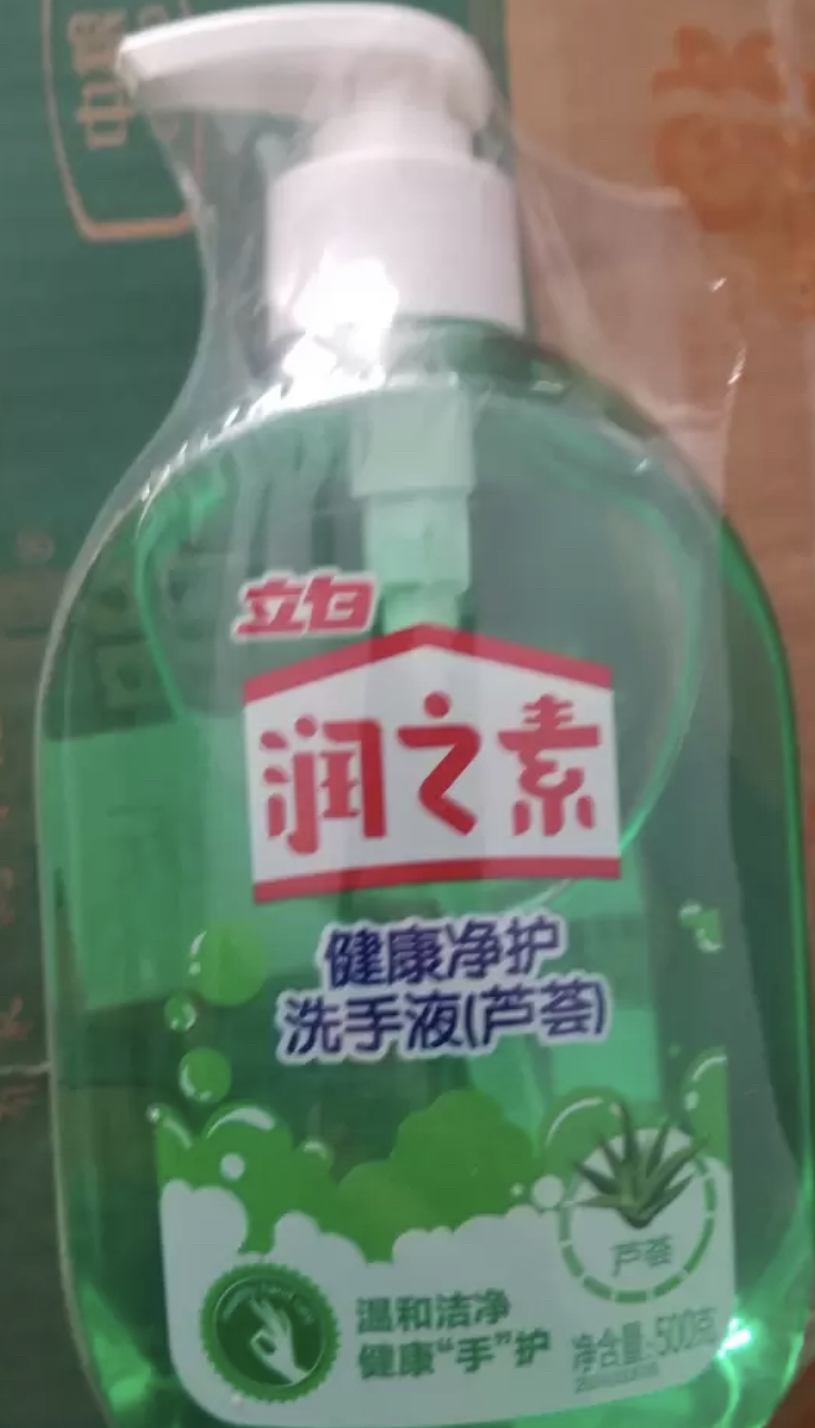 立白
润之素
健康净护
洗手液(芦荟)
芦荟
温和洁净
健康“手”护
净含量:500克